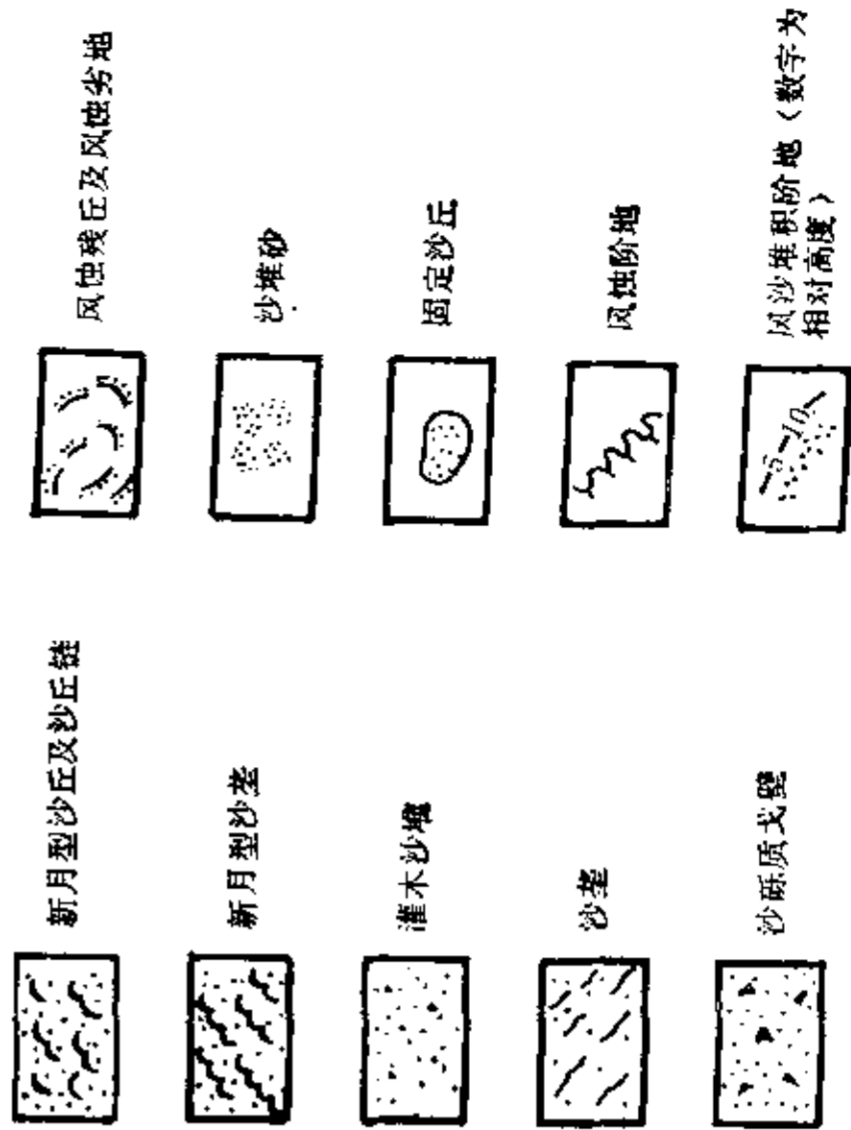 新月型沙丘及沙丘链
新月型沙垄
灌木沙堆
沙垄
沙砾质戈壁
风蚀残丘及风蚀劣地
沙堆砂
固定沙丘
风蚀阶地
10
风沙堆积阶地（数字为
相对高度）